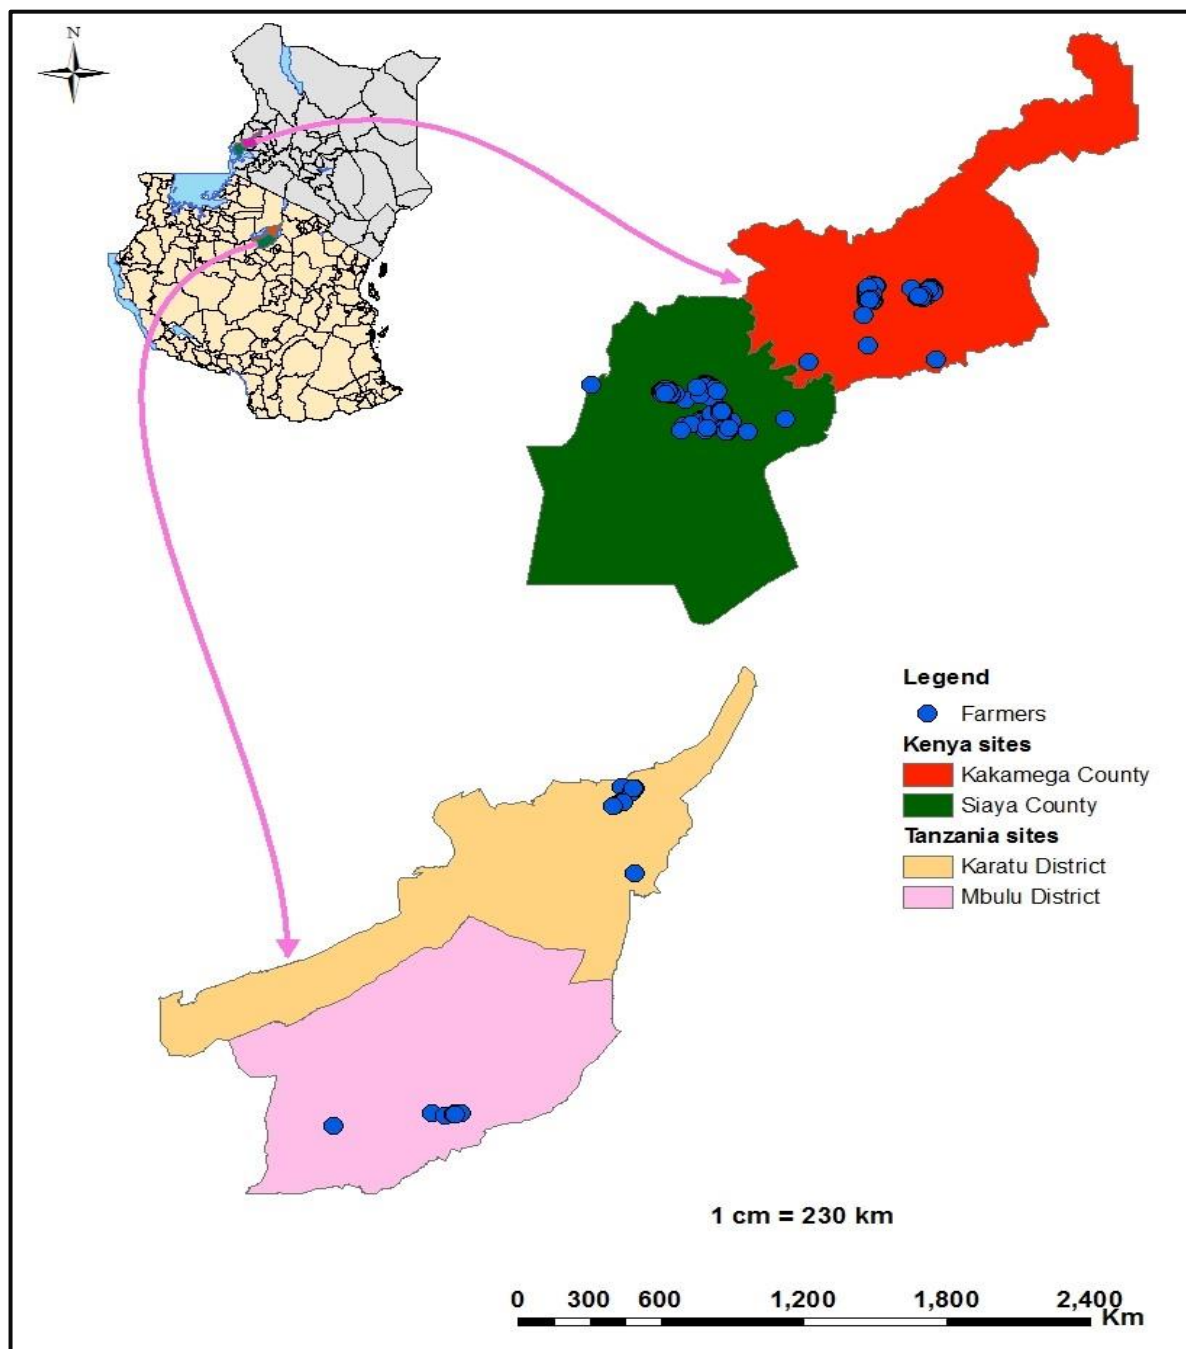 N
Legend
Farmers
Kenya sites
Kakamega County
Siaya County
Tanzania sites
Karatu District
Mbulu District
1 cm = 230 km
0 300 600 1,200 1,800 2,400
Km